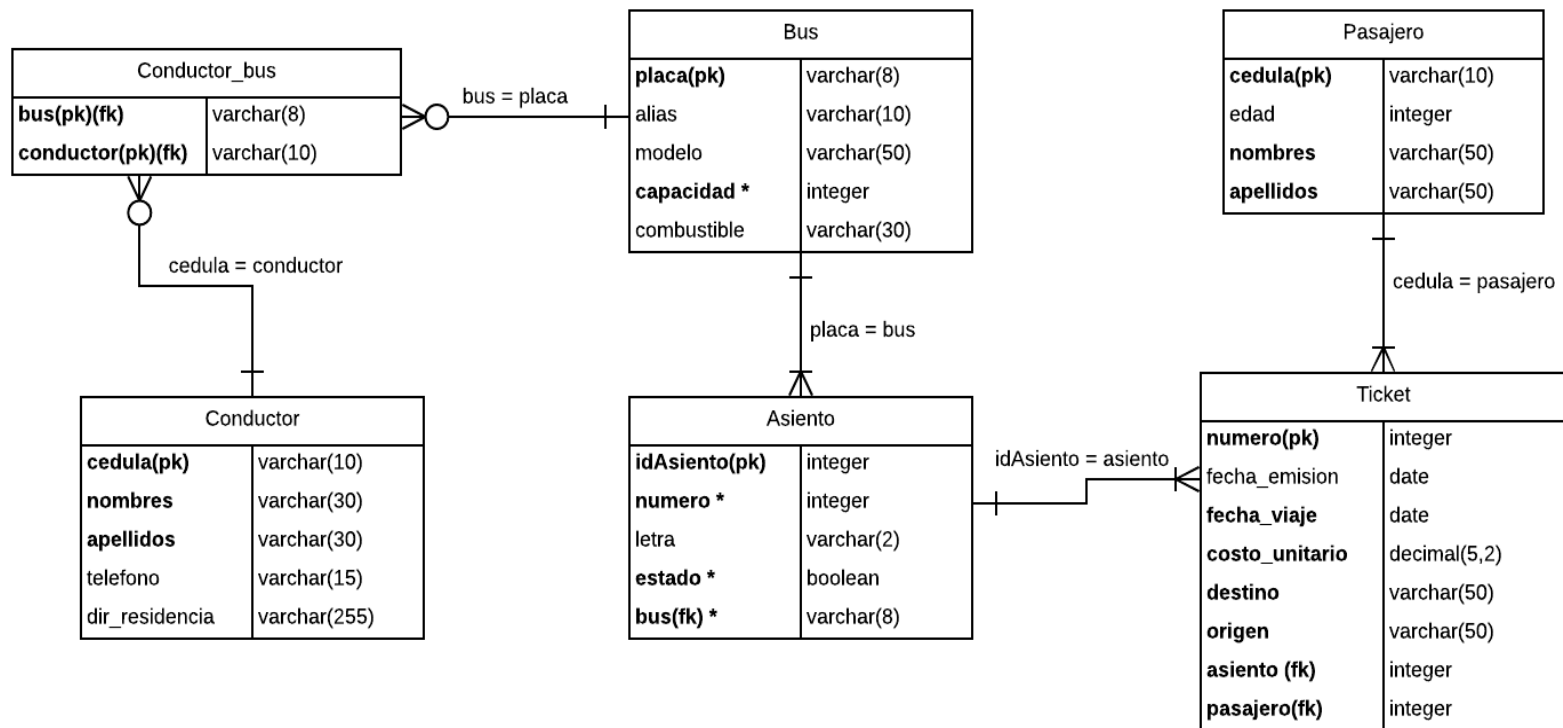 Conductor_bus
bus(pk)(fk) varchar(8)
conductor(pk)(fk) varchar(10)
bus = placa
Bus
placa(pk) varchar(8)
alias varchar(10)
modelo varchar(50)
capacidad * integer
combustible varchar(30)
Pasajero
cedula(pk) varchar(10)
edad integer
nombres varchar(50)
apellidos varchar(50)
cedula = conductor
placa = bus
cedula = pasajero
Conductor
cedula(pk) varchar(10)
nombres varchar(30)
apellidos varchar(30)
telefono varchar(15)
dir_residencia varchar(255)
Asiento
idAsiento(pk) integer
numero * integer
letra varchar(2)
estado * boolean
bus(fk) * varchar(8)
idAsiento = asiento
Ticket
numero(pk) integer
fecha_emision date
fecha_viaje date
costo_unitario decimal(5,2)
destino varchar(50)
origen varchar(50)
asiento (fk) integer
pasajero(fk) integer